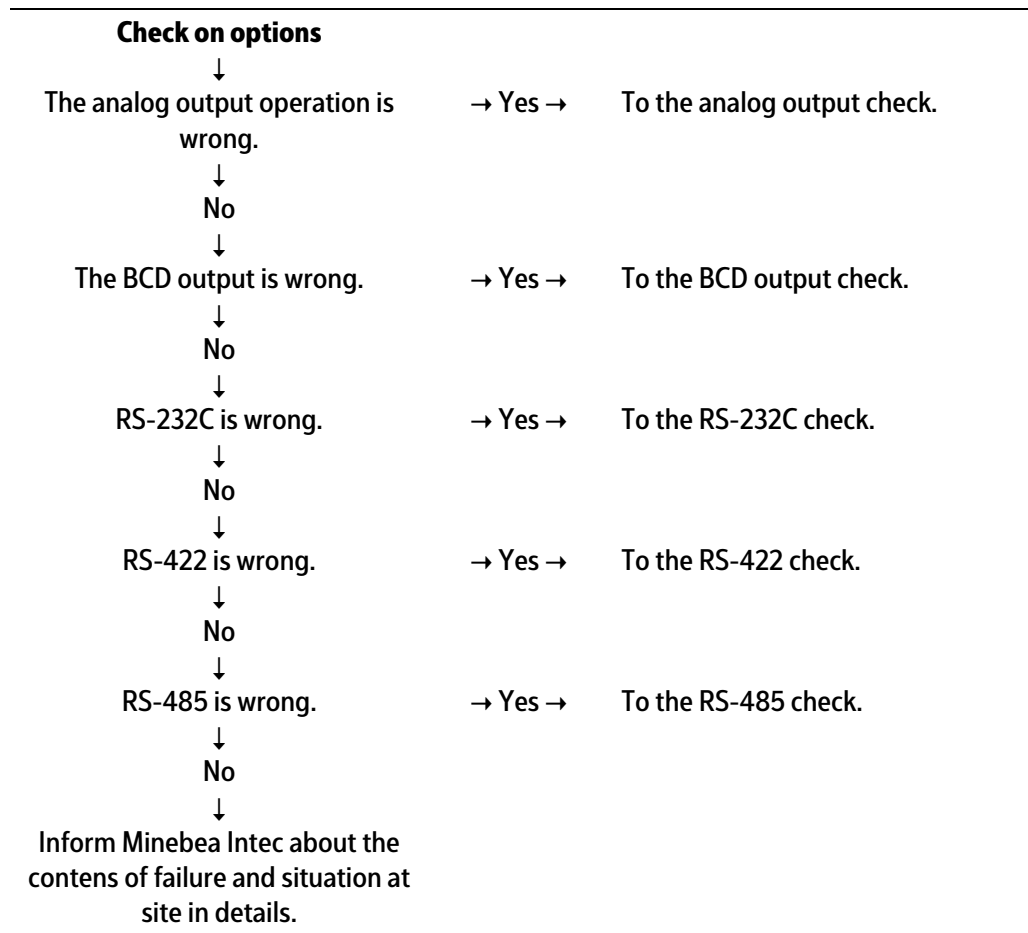 Check on options
↓
The analog output operation is → Yes → To the analog output check.
wrong.
↓
No
↓
The BCD output is wrong. → Yes → To the BCD output check.
↓
No
↓
RS-232C is wrong. → Yes → To the RS-232C check.
↓
No
↓
RS-422 is wrong. → Yes → To the RS-422 check.
↓
No
↓
RS-485 is wrong. → Yes → To the RS-485 check.
↓
No
↓
Inform Minebea Intec about the
contens of failure and situation at
site in details.